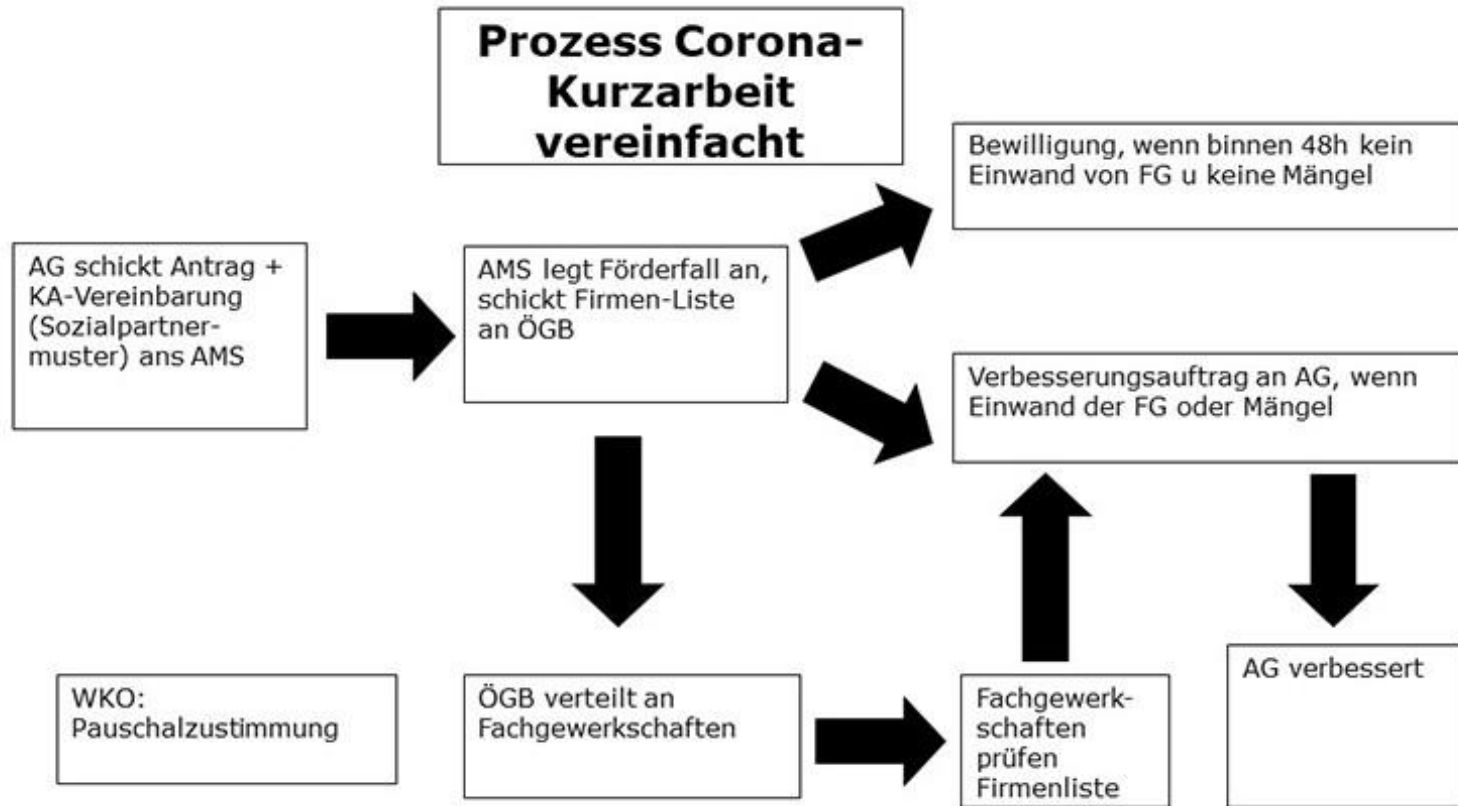 Prozess Corona-
Kurzarbeit
vereinfacht
Bewilligung, wenn binnen 48h kein
Einwand von FG u keine Mängel
AG schickt Antrag +
KA-Vereinbarung
(Sozialpartner-
muster) ans AMS
AMS legt Förderfall an,
schickt Firmen-Liste
an ÖGB
Verbesserungsauftrag an AG, wenn
Einwand der FG oder Mängel
WKO:
Pauschalzustimmung
ÖGB verteilt an
Fachgewerkschaften
Fachgewerk-
schaften
prüfen
Firmenliste
AG verbessert